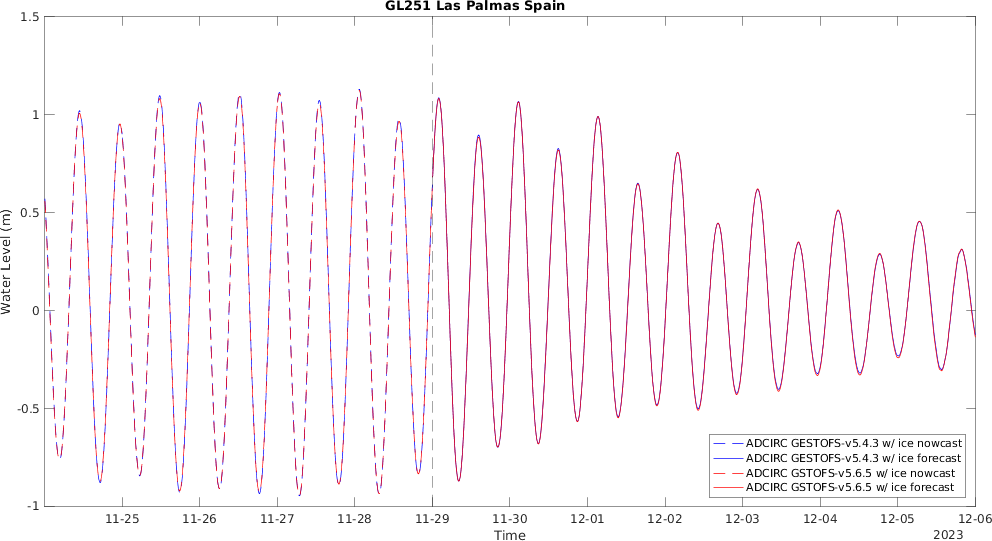 GL251 Las Palmas Spain
Water Level (m)
1.5
1
0.5
0
-0.5
-1
ADCIRC GESTOFS-v5.4.3 w/ ice nowcast
ADCIRC GESTOFS-v5.4.3 w/ ice forecast
ADCIRC GSTOFS-v5.6.5 w/ ice nowcast
ADCIRC GSTOFS-v5.6.5 w/ ice forecast
11-25 11-26 11-27 11-28 11-29 11-30 12-01 12-02 12-03 12-04 12-05 12-06
Time
2023